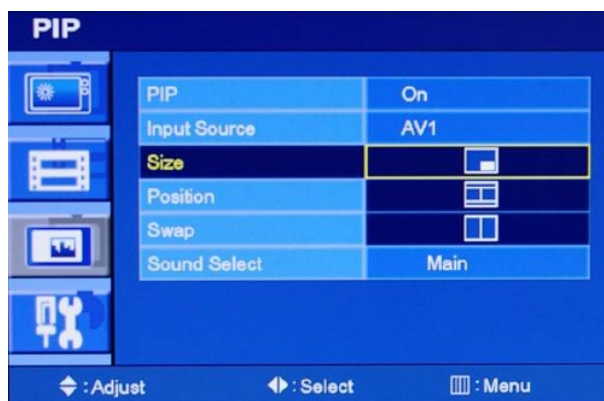 PIP
PIP On
Input Source AV1
Size
Position
Swap
Sound Select Main
: Adjust : Select : Menu